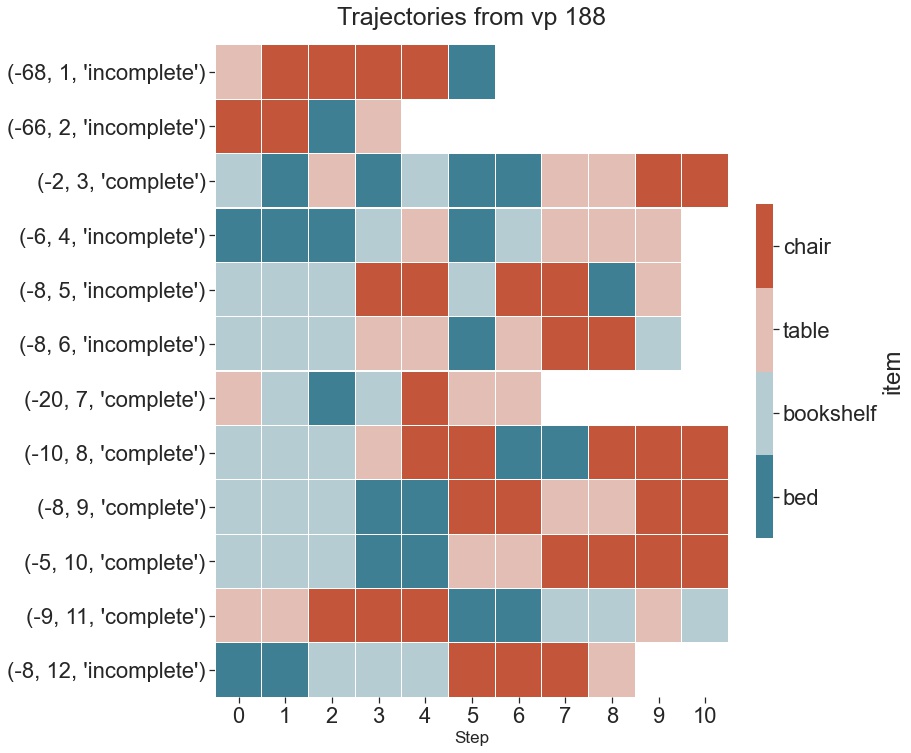 Trajectories from vp 188
(-68, 1, 'incomplete')
(-66, 2, 'incomplete')
(-2, 3, 'complete')
(-6, 4, 'incomplete')
(-8, 5, 'incomplete')
(-8, 6, 'incomplete')
(-20, 7, 'complete')
(-10, 8, 'complete')
(-8, 9, 'complete')
(-5, 10, 'complete')
(-9, 11, 'complete')
(-8, 12, 'incomplete')
0 1 2 3 4 5 6 7 8 9 10
Step
chair
table
bookshelf
bed
item